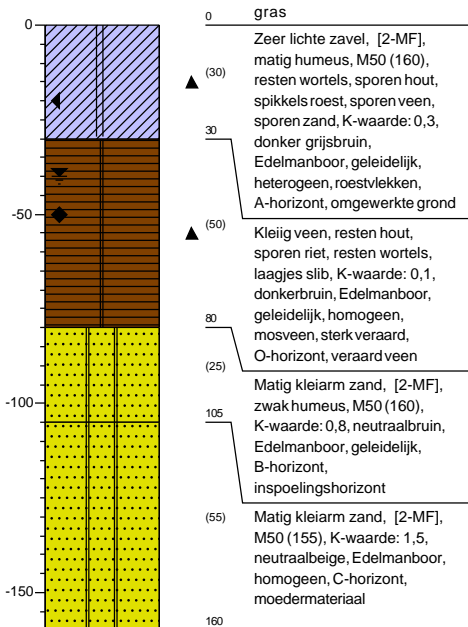 0
-50
-100
-150
0
gras
(30)
Zeer lichte zavel, [2-MF],
matig humeus, M50 (160),
resten wortels, sporen hout,
spikkels roest, sporen veen,
sporen zand, K-waarde: 0,3,
donker grijsbruin,
Edelmanboor, geleidelijk,
heterogeen, roestvlekken,
A-horizont, omgewerkte grond
30
(50)
Kleiig veen, resten hout,
sporen riet, resten wortels,
laagjes slib, K-waarde: 0,1,
donkerbruin, Edelmanboor,
geleidelijk, homogeen,
mosveen, sterk veraard,
O-horizont, veraard veen
80
(25)
Matig kleiarm zand, [2-MF],
zwak humeus, M50 (160),
K-waarde: 0,8, neutraalbruin,
Edelmanboor, geleidelijk,
B-horizont,
inspoelingshorizont
105
(55)
Matig kleiarm zand, [2-MF],
M50 (155), K-waarde: 1,5,
neutraalbeige, Edelmanboor,
homogeen, C-horizont,
moedermateriaal
160